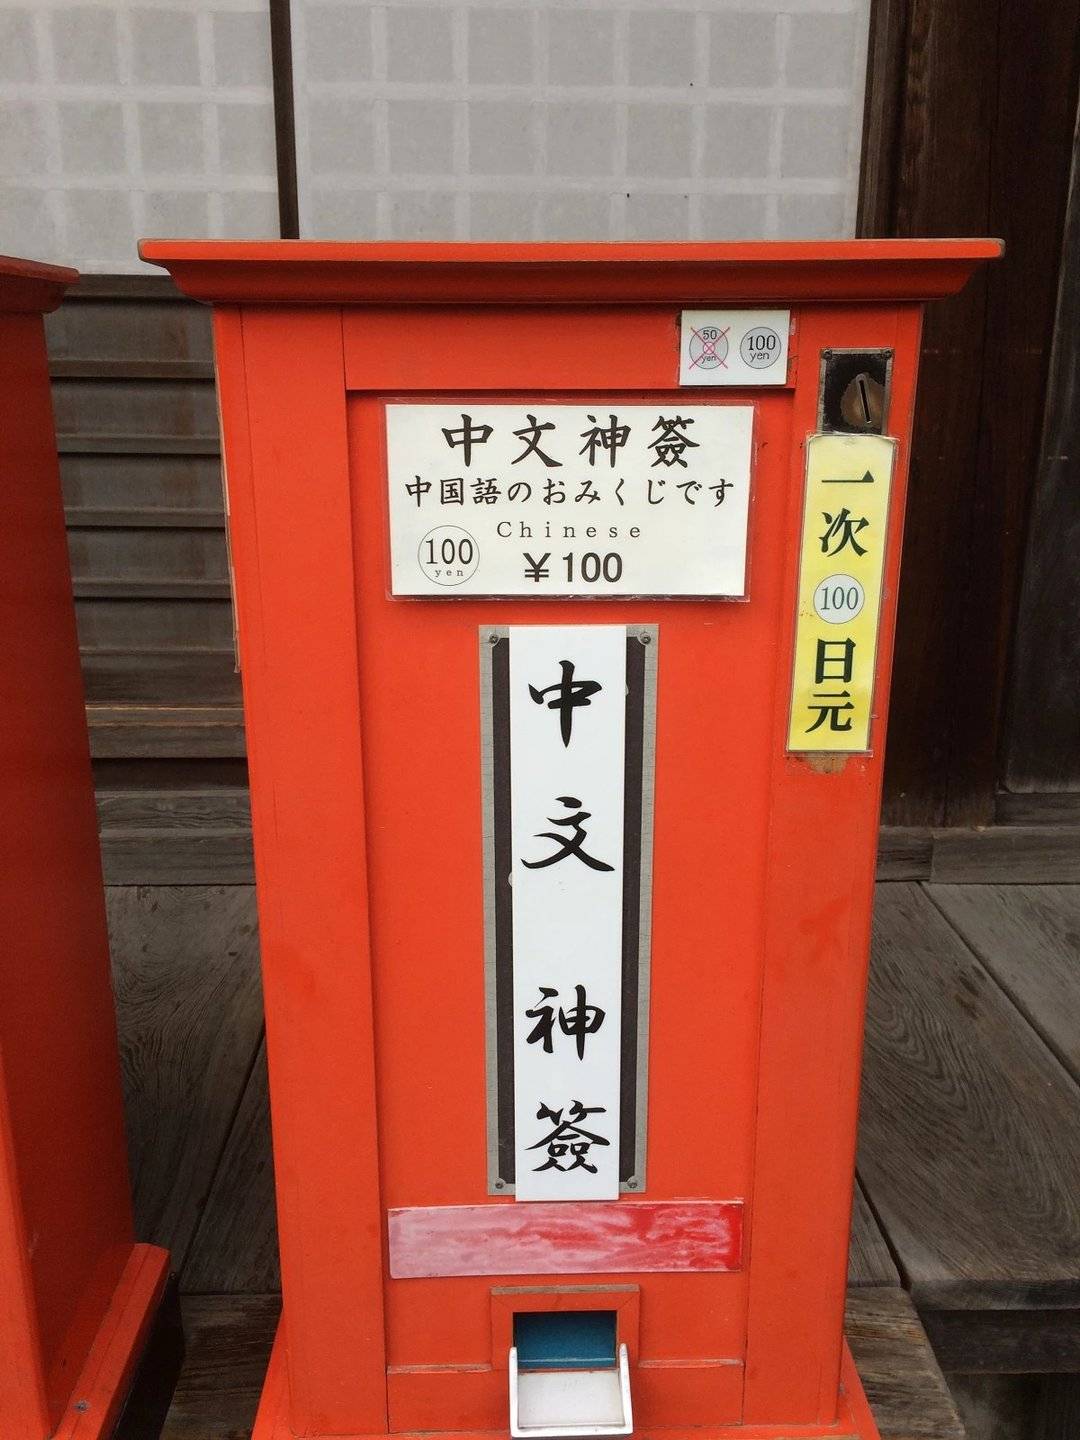 50
yen
100
yen
中文神簽
中国語のおみくじです
Chinese
100
yen
￥100
一次
100
日元
中文神簽